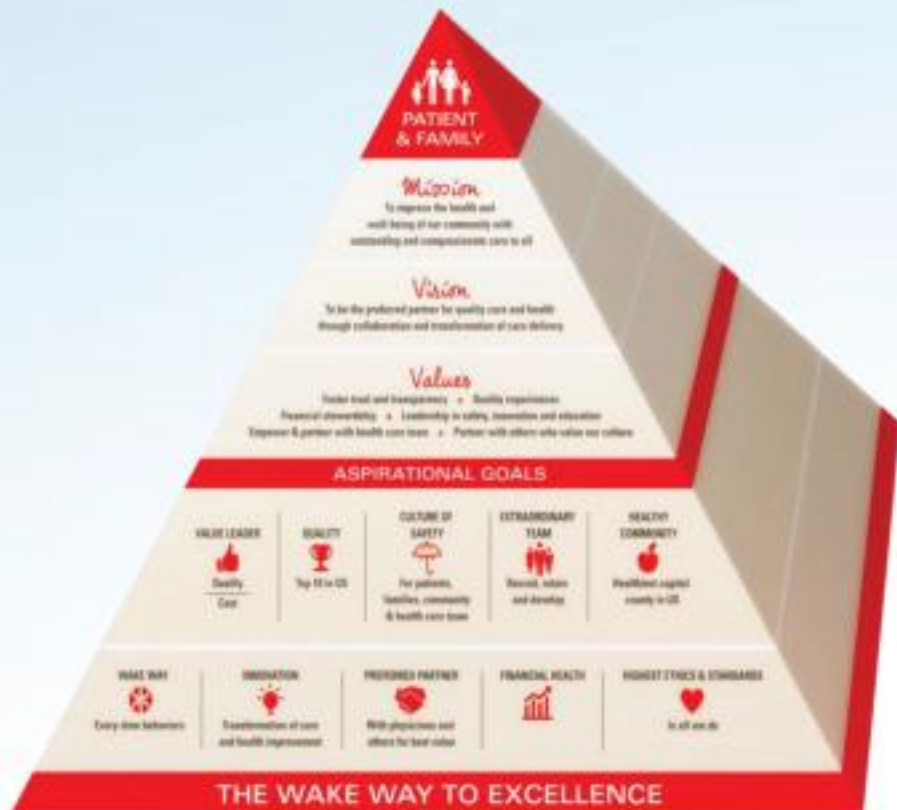 PATIENT
& FAMILY
Mission
To improve the health and
well-being of our community with
outstanding and compassionate care to all
Vision
To be the preferred partner for quality care and health
through collaboration and transformation of care delivery
Values
Foster trust and transparency • Quality experiences
Financial stewardship • Leadership in safety, innovation and education
Empower & partner with health care team • Partner with others who value our culture
ASPIRATIONAL GOALS
VALUE LEADER
Quality
Cost
QUALITY
Top 10 in US
CULTURE OF
SAFETY
For patients,
families, community
& health care team
EXTRAORDINARY
TEAM
Recruit, retain
and develop
HEALTHY
COMMUNITY
Healthiest capital
county in US
WAKE WAY
Every time behaviors
INNOVATION
Transformation of care
and health improvement
PREFERRED PARTNER
With physicians and
others for best value
FINANCIAL HEALTH
HIGHEST ETHICS & STANDARDS
In all we do
THE WAKE WAY TO EXCELLENCE